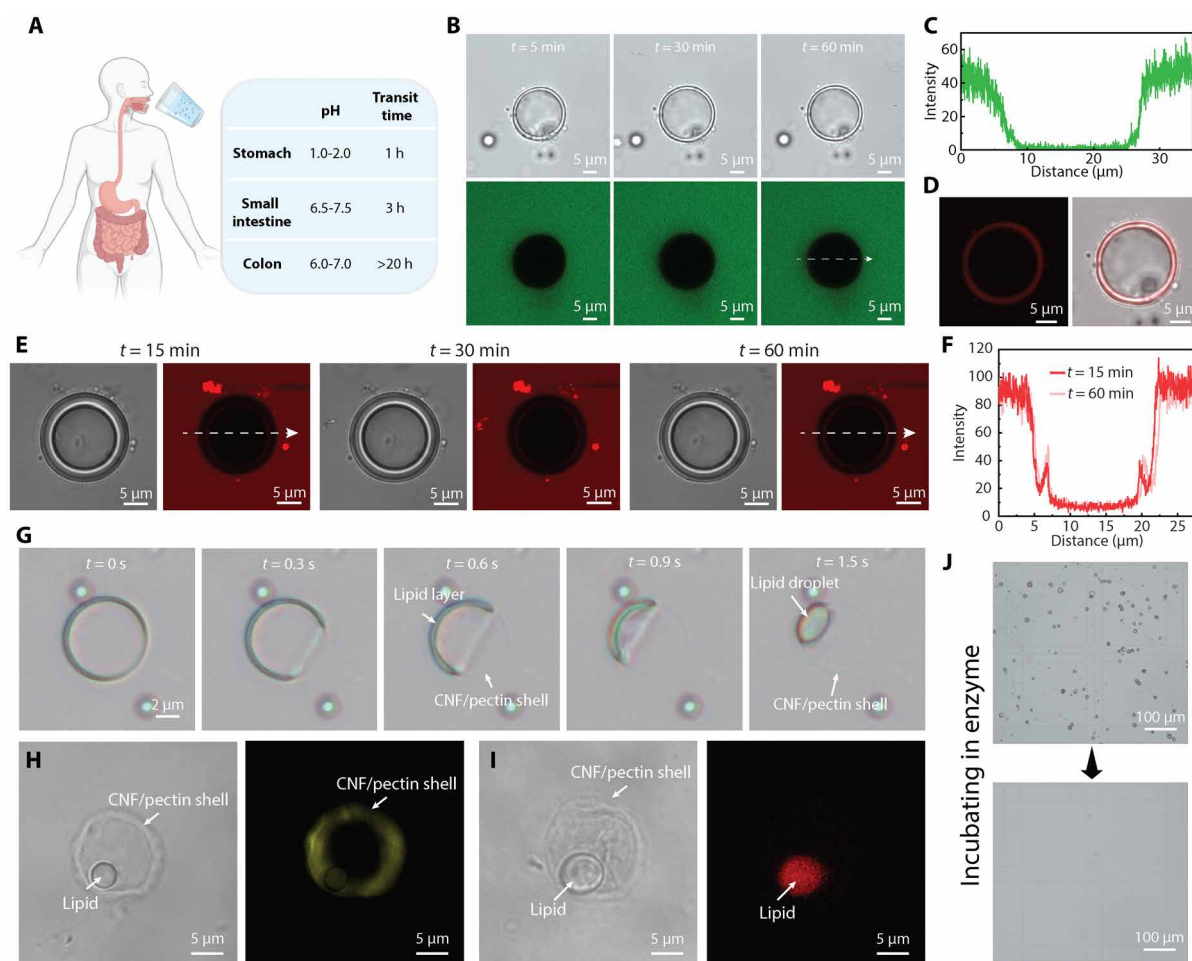 A
pH
Transit
time
Stomach
1.0-2.0
1 h
Small
intestine
6.5-7.5
3 h
Colon
6.0-7.0
>20 h
B
t = 5 min
t = 30 min
t = 60 min
5 μm
5 μm
5 μm
5 μm
5 μm
5 μm
C
Intensity
60
40
20
0
0
10
20
30
Distance (μm)
D
5 μm
5 μm
E
t = 15 min
t = 30 min
t = 60 min
5 μm
5 μm
5 μm
5 μm
5 μm
5 μm
F
Intensity
120
100
80
60
40
20
0
t = 15 min
t = 60 min
0
5
10
15
20
25
Distance (μm)
G
t = 0 s
t = 0.3 s
t = 0.6 s
t = 0.9 s
t = 1.5 s
Lipid layer
Lipid droplet
CNF/pectin shell
CNF/pectin shell
2 μm
H
CNF/pectin shell
Lipid
5 μm
CNF/pectin shell
5 μm
I
CNF/pectin shell
Lipid
5 μm
Lipid
5 μm
J
Incubating in enzyme
100 μm
100 μm